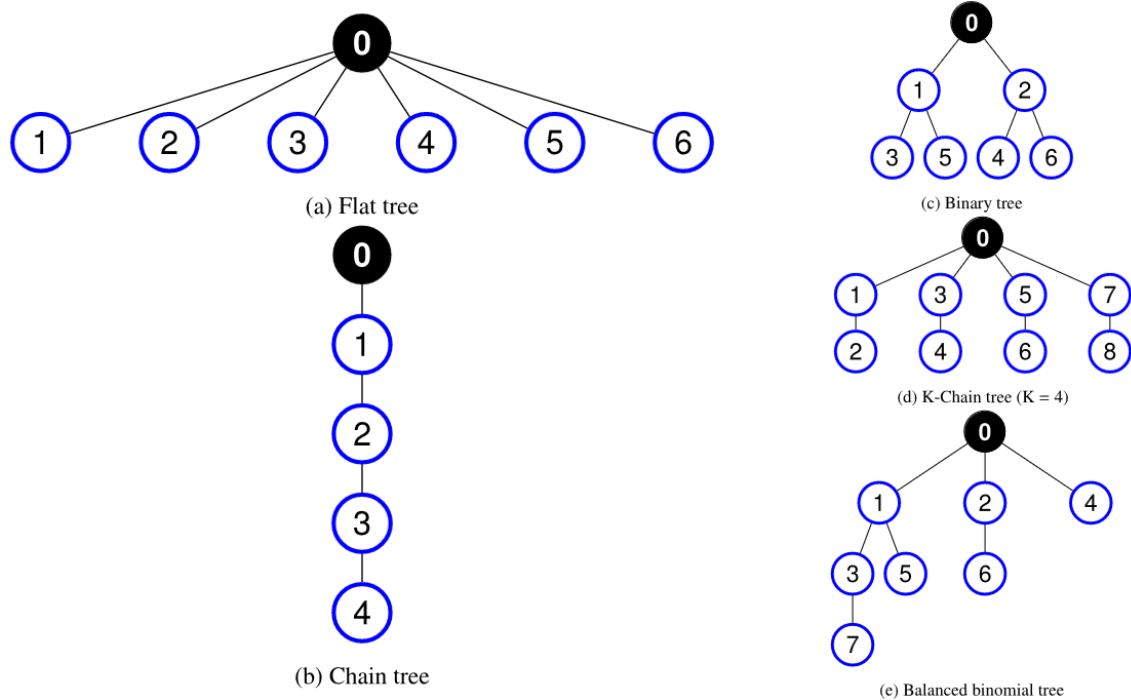 0
1 2 3 4 5 6
(a) Flat tree
0
1
2
3
4
(b) Chain tree
0
1 2
3 5 4 6
(c) Binary tree
0
1 3 5 7
2 4 6 8
(d) K-Chain tree (K = 4)
0
1 2 4
3 5 6
7
(e) Balanced binomial tree